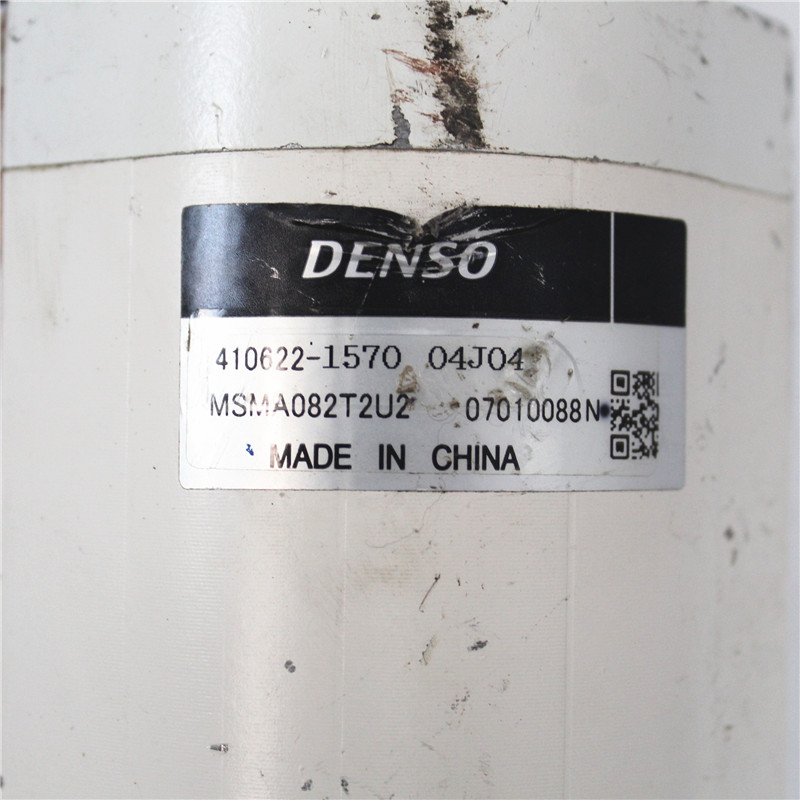 DENSO
410622-1570 04J04
MSMA082T2U2 07010088N
MADE IN CHINA